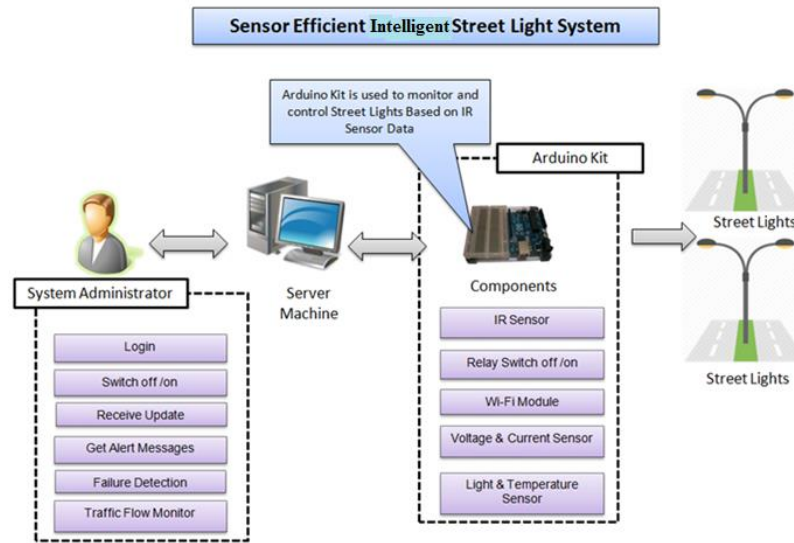 Sensor Efficient Intelligent Street Light System
Arduino Kit is used to monitor and
control Street Lights Based on IR
Sensor Data
Arduino Kit
Street Lights
System Administrator
Server
Machine
Components
Street Lights
Login
Switch off /on
Receive Update
Get Alert Messages
Failure Detection
Traffic Flow Monitor
IR Sensor
Relay Switch off /on
Wi-Fi Module
Voltage & Current Sensor
Light & Temperature
Sensor